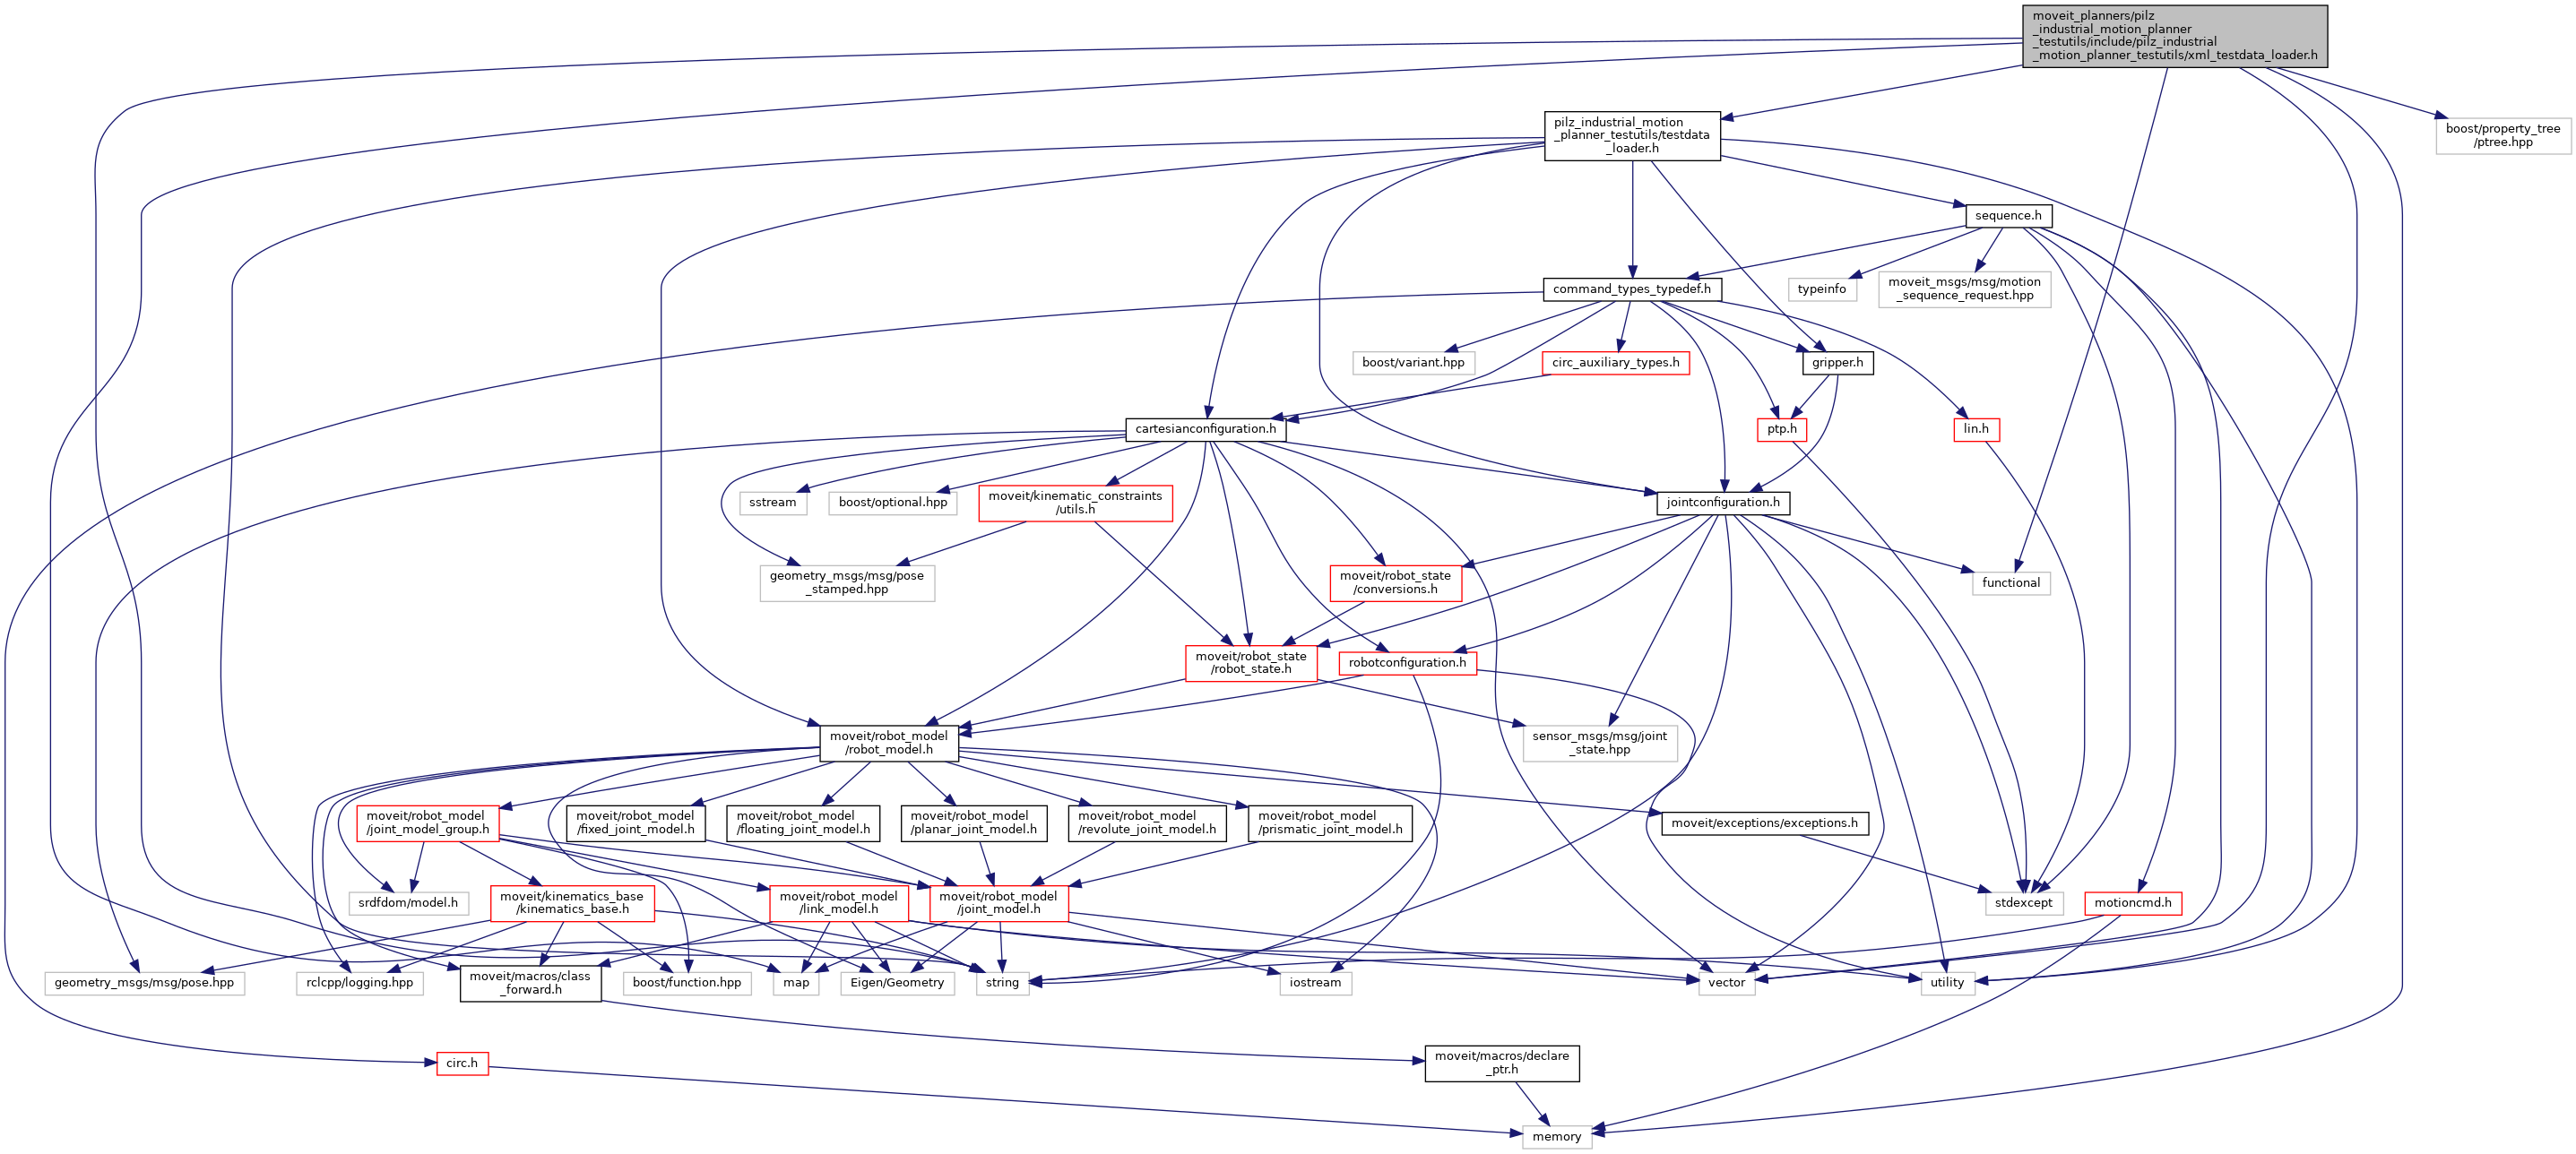 moveit_planners/pilz
_industrial_motion_planner
_testutils/include/pilz_industrial
_motion_planner_testutils/xml_testdata_loader.h
pilz_industrial_motion
_planner_testutils/testdata
_loader.h
boost/property_tree
/ptree.hpp
sequence.h
command_types_typedef.h
typeinfo
moveit_msgs/msg/motion
_sequence_request.hpp
boost/variant.hpp
circ_auxiliary_types.h
gripper.h
cartesianconfiguration.h
ptp.h
lin.h
sstream
boost/optional.hpp
moveit/kinematic_constraints
/utils.h
jointconfiguration.h
geometry_msgs/msg/pose
_stamped.hpp
moveit/robot_state
/conversions.h
functional
moveit/robot_state
/robot_state.h
robotconfiguration.h
moveit/robot_model
/robot_model.h
sensor_msgs/msg/joint
_state.hpp
moveit/robot_model
/joint_model_group.h
moveit/robot_model
/fixed_joint_model.h
moveit/robot_model
/floating_joint_model.h
moveit/robot_model
/planar_joint_model.h
moveit/robot_model
/revolute_joint_model.h
moveit/robot_model
/prismatic_joint_model.h
moveit/exceptions/exceptions.h
srdfdom/model.h
moveit/kinematics_base
/kinematics_base.h
moveit/robot_model
/link_model.h
moveit/robot_model
/joint_model.h
stdexcept
motioncmd.h
geometry_msgs/msg/pose.hpp
rclcpp/logging.hpp
moveit/macros/class
_forward.h
boost/function.hpp
map
Eigen/Geometry
string
iostream
vector
utility
circ.h
moveit/macros/declare
_ptr.h
memory